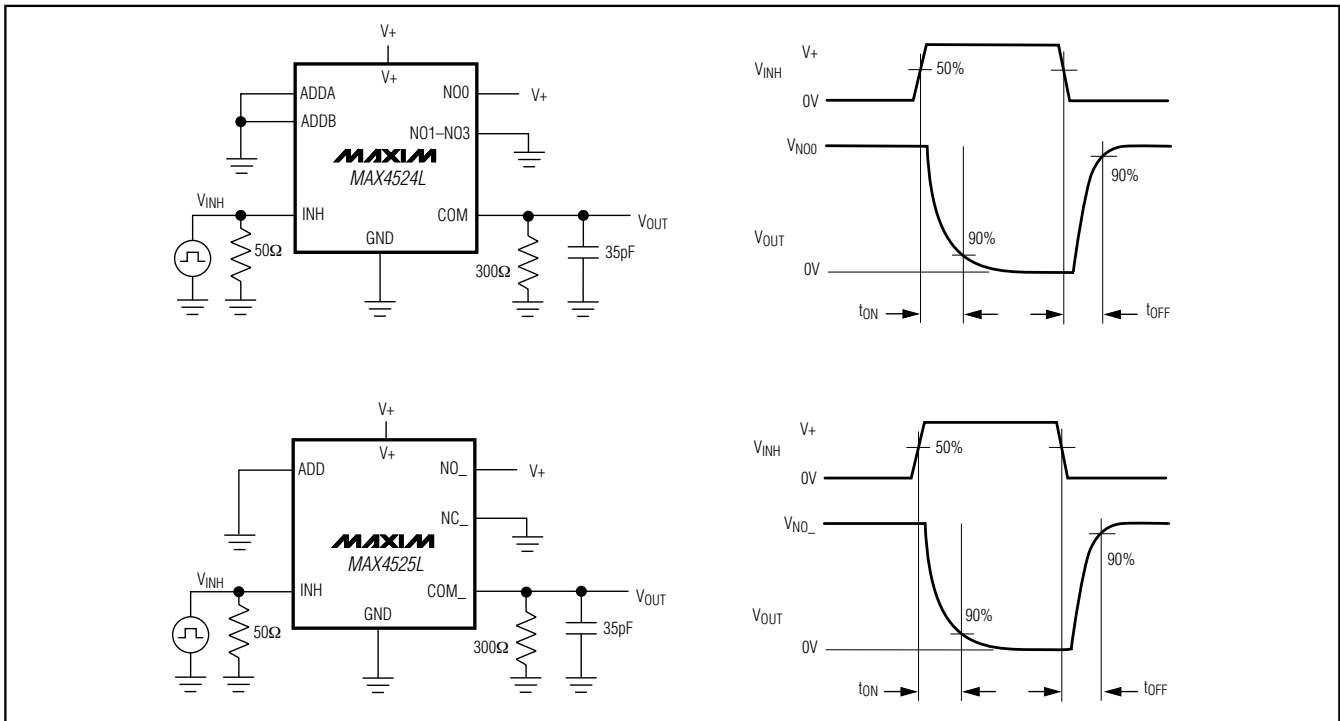 V+
V+
ADDA
ADDB
NO0
V+
NO1–NO3
MAXIM
MAX4524L
VINH
INH
COM
VOUT
GND
50Ω
300Ω
35pF
V+
VINH
50%
0V
VNO0
90%
90%
VOUT
0V
tON
tOFF
V+
V+
ADD
NO_
V+
NC_
MAXIM
MAX4525L
VINH
INH
COM_
VOUT
GND
50Ω
300Ω
35pF
V+
VINH
50%
0V
VNO_
90%
90%
VOUT
0V
tON
tOFF